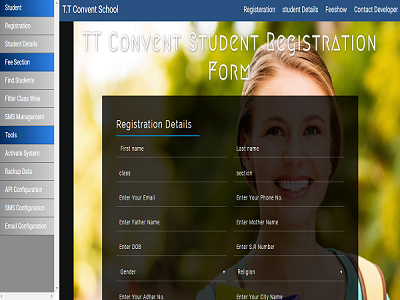 Student
Registration
Student Details
Fee Section
Find Students
Filter Class Wise
SMS Management
Tools
Activate System
Backup Data
API Configuration
SMS Configuration
Email Configuration
T.T Convent School
Registeration student Details Feeshow Contact Developer
TT Convent Student Registration
Form
Registration Details
First name Last name
class section
Enter Your Email Enter Your Phone No.
Enter Father Name Enter Mother Name
Enter DOB Enter S.R Number
Gender Religion
Enter Your Adhar No. Enter Your City Name